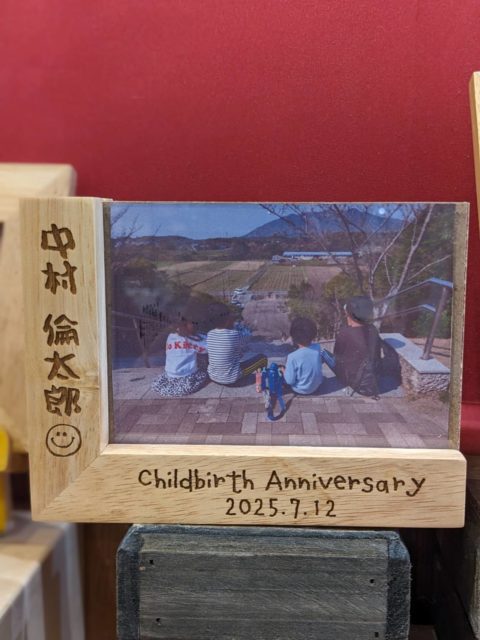 中村 倫太郎
Childbirth Anniversary
2025.7.12